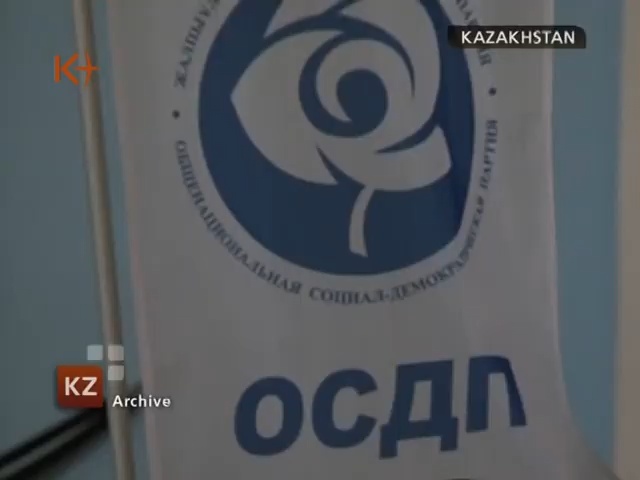 KAZAKHSTAN
K+
ОБЩЕНАЦИОНАЛЬНАЯ СОЦИАЛ-ДЕМОКРАТИЧЕСКАЯ ПАРТИЯ
ОСДП
KZ
Archive